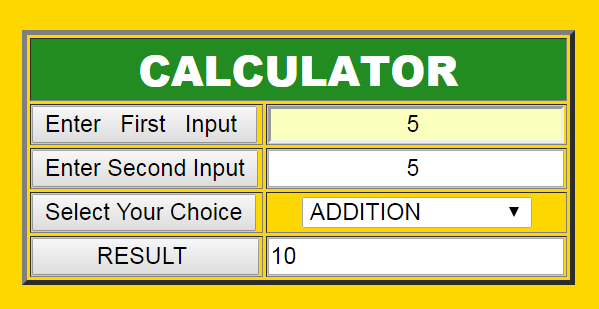 CALCULATOR
Enter First Input 5
Enter Second Input 5
Select Your Choice ADDITION
RESULT 10